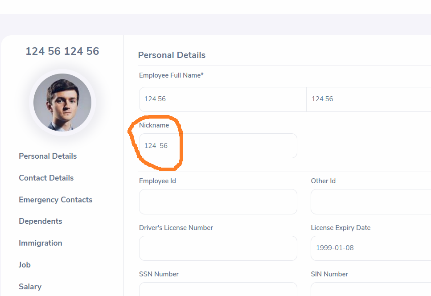 124 56 124 56
Personal Details
Employee Full Name*
124 56 124 56
Nickname
124 56
Personal Details
Contact Details
Employee Id Other Id
Emergency Contacts
Dependents
Driver's License Number License Expiry Date
Immigration
1999-01-08
Job
SSN Number SIN Number
Salary